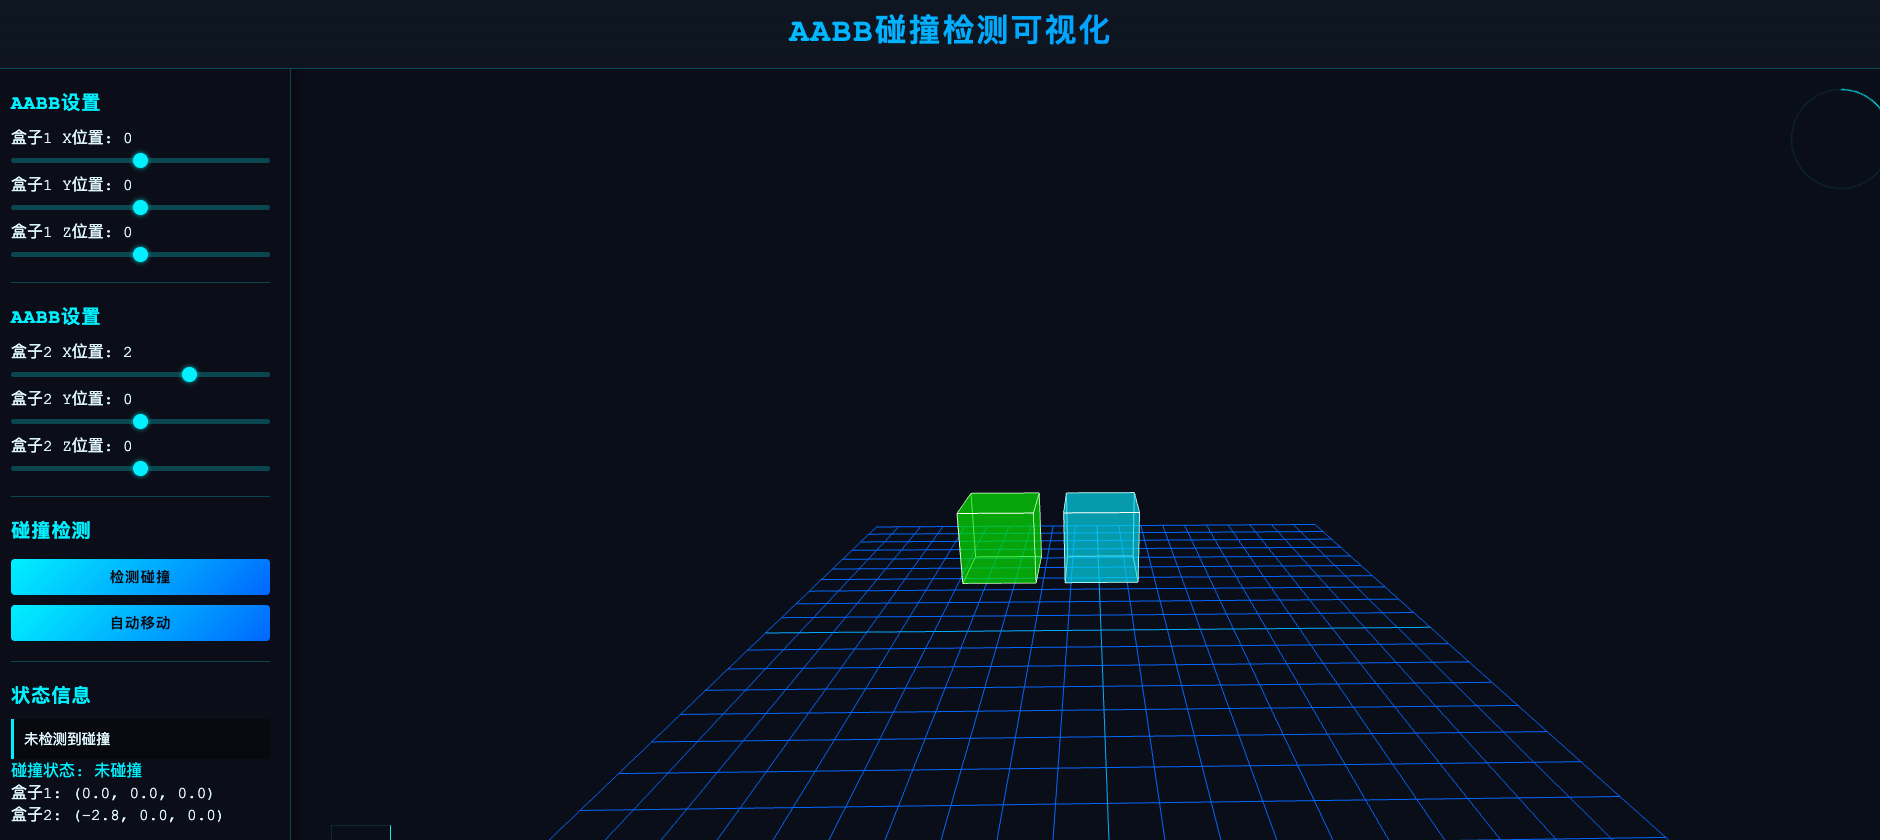 AABB碰撞检测可视化
AABB设置
盒子1 X位置: 0
盒子1 Y位置: 0
盒子1 Z位置: 0
AABB设置
盒子2 X位置: 2
盒子2 Y位置: 0
盒子2 Z位置: 0
碰撞检测
检测碰撞
自动移动
状态信息
未检测到碰撞
碰撞状态: 未碰撞
盒子1: (0.0, 0.0, 0.0)
盒子2: (-2.8, 0.0, 0.0)